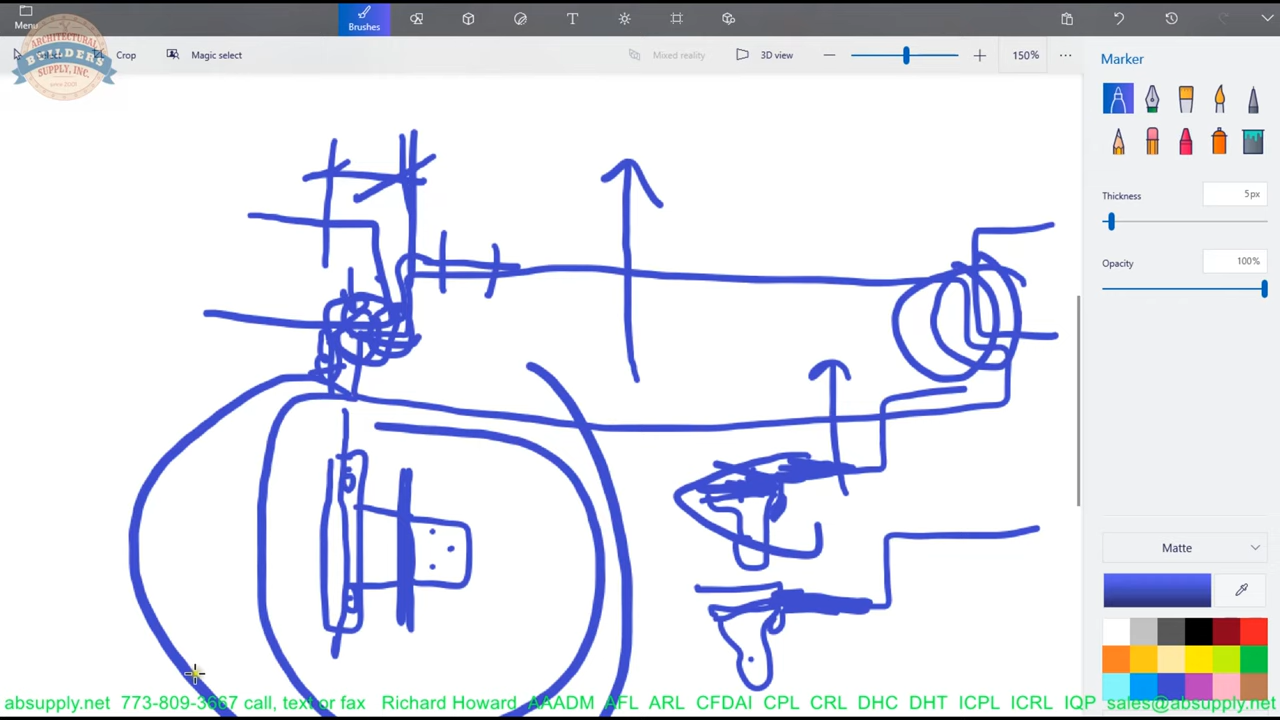 Menu
Brushes
ARCHITECTURAL
BUILDERS
SUPPLY, INC.
Crop
Magic select
Mixed reality
3D view
150%
Marker
Thickness
5px
Opacity
100%
Matte
absupply.net 773-809-3667 call, text or fax Richard Howard AAADM AFL ARL CFDAI CPL CRL DHC DHT ICPL ICRL IQP sales@absupply.net